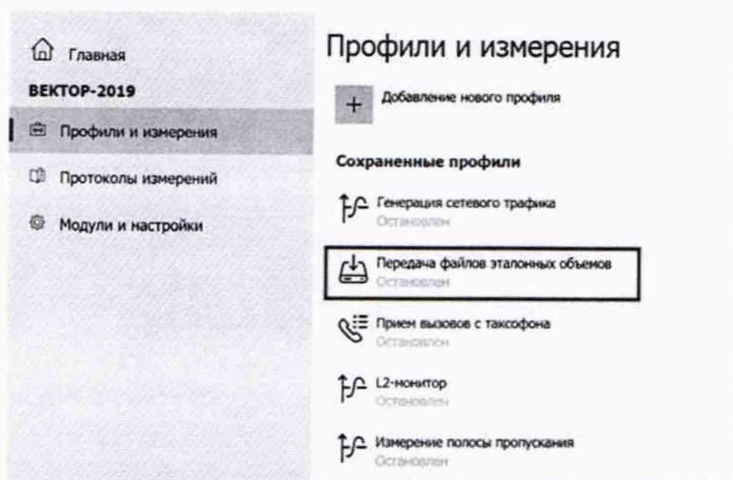 Главная
ВЕКТОР-2019
Профили и измерения
Протоколы измерений
Модули и настройки
Профили и измерения
Добавление нового профиля
Сохраненные профили
Генерация сетевого трафика
Остановлен
Передача файлов эталонных объемов
Остановлен
Прием вызовов с таксофона
Остановлен
L2-монитор
Остановлен
Измерение полосы пропускания
Остановлен